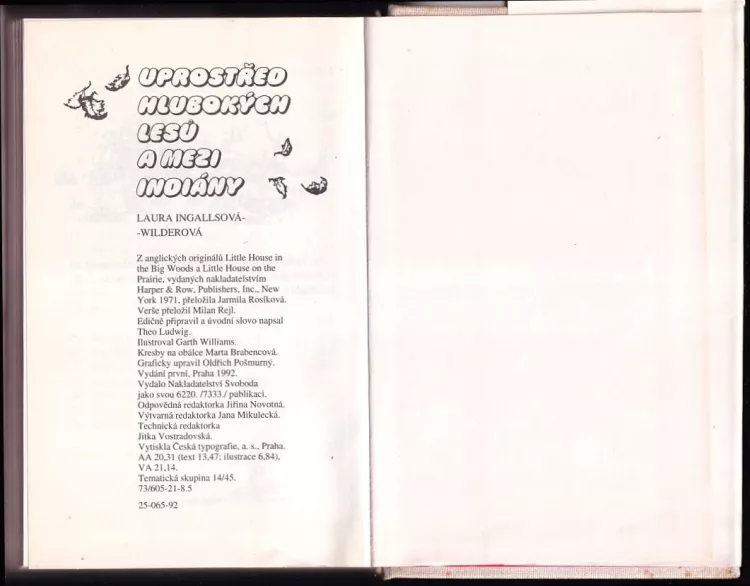 UPROSTŘED
HLUBOKÝCH
LESŮ
A MEZI
INDIÁNY
LAURA INGALLSOVÁ-
-WILDEROVÁ
Z anglických originálů Little House in
the Big Woods a Little House on the
Prairie, vydaných nakladatelstvím
Harper & Row, Publishers, Inc., New
York 1971, přeložila Jarmila Rosíková.
Verše přeložil Milan Rejl.
Edičně připravil a úvodní slovo napsal
Theo Ludwig.
Ilustroval Garth Williams.
Kresby na obálce Marta Brabencová.
Graficky upravil Oldřich Pošmurný.
Vydání první, Praha 1992.
Vydalo Nakladatelství Svoboda
jako svou 6220. /7333./ publikaci.
Odpovědná redaktorka Jiřina Novotná.
Výtvarná redaktorka Jana Mikulecká.
Technická redaktorka
Jitka Vostradovská.
Vytiskla Česká typografie, a. s., Praha.
AA 20,31 (text 13,47; ilustrace 6,84),
VA 21,14.
Tematická skupina 14/45.
73/605-21-8.5
25-065-92